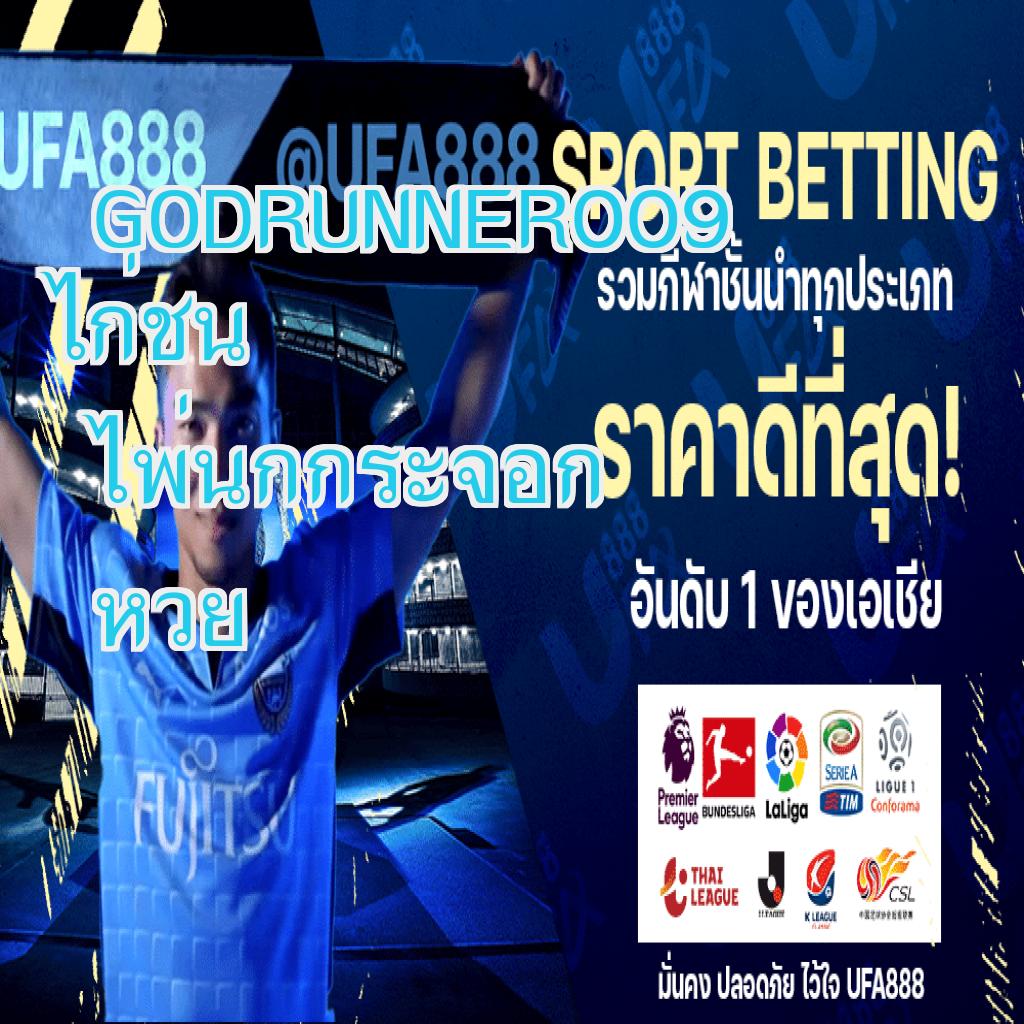 UFA888
@UFA888
SPORT BETTING
GODRUNNER009
รวมกีฬาชั้นนำทุกประเภท
ไก่ชน
ราคาดีที่สุด!
ไพ่นกกระจอก
อันดับ 1 ของเอเชีย
หวย
FUJITSU
Premier
League
BUNDESLIGA
LaLiga
SERIE A
TIM
LIGUE 1
Conforama
THAI
LEAGUE
J.LEAGUE
K LEAGUE
CSL
มั่นคง ปลอดภัย ไว้ใจ UFA888